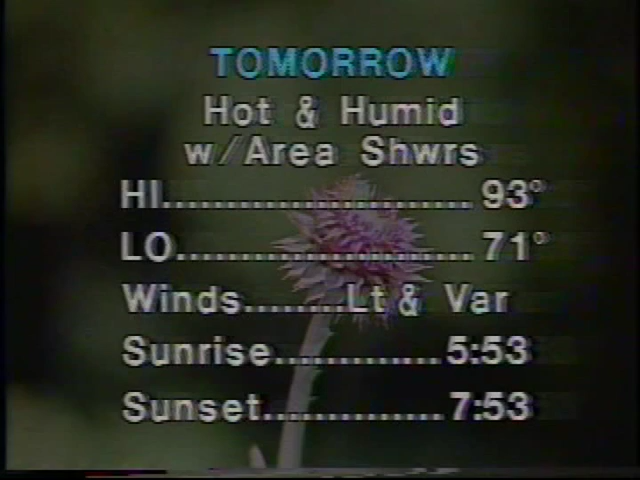 TOMORROW
Hot & Humid
w/Area Shwrs
HI....................... 93°
LO...................... 71°
Winds........Lt & Var
Sunrise............. 5:53
Sunset.............. 7:53